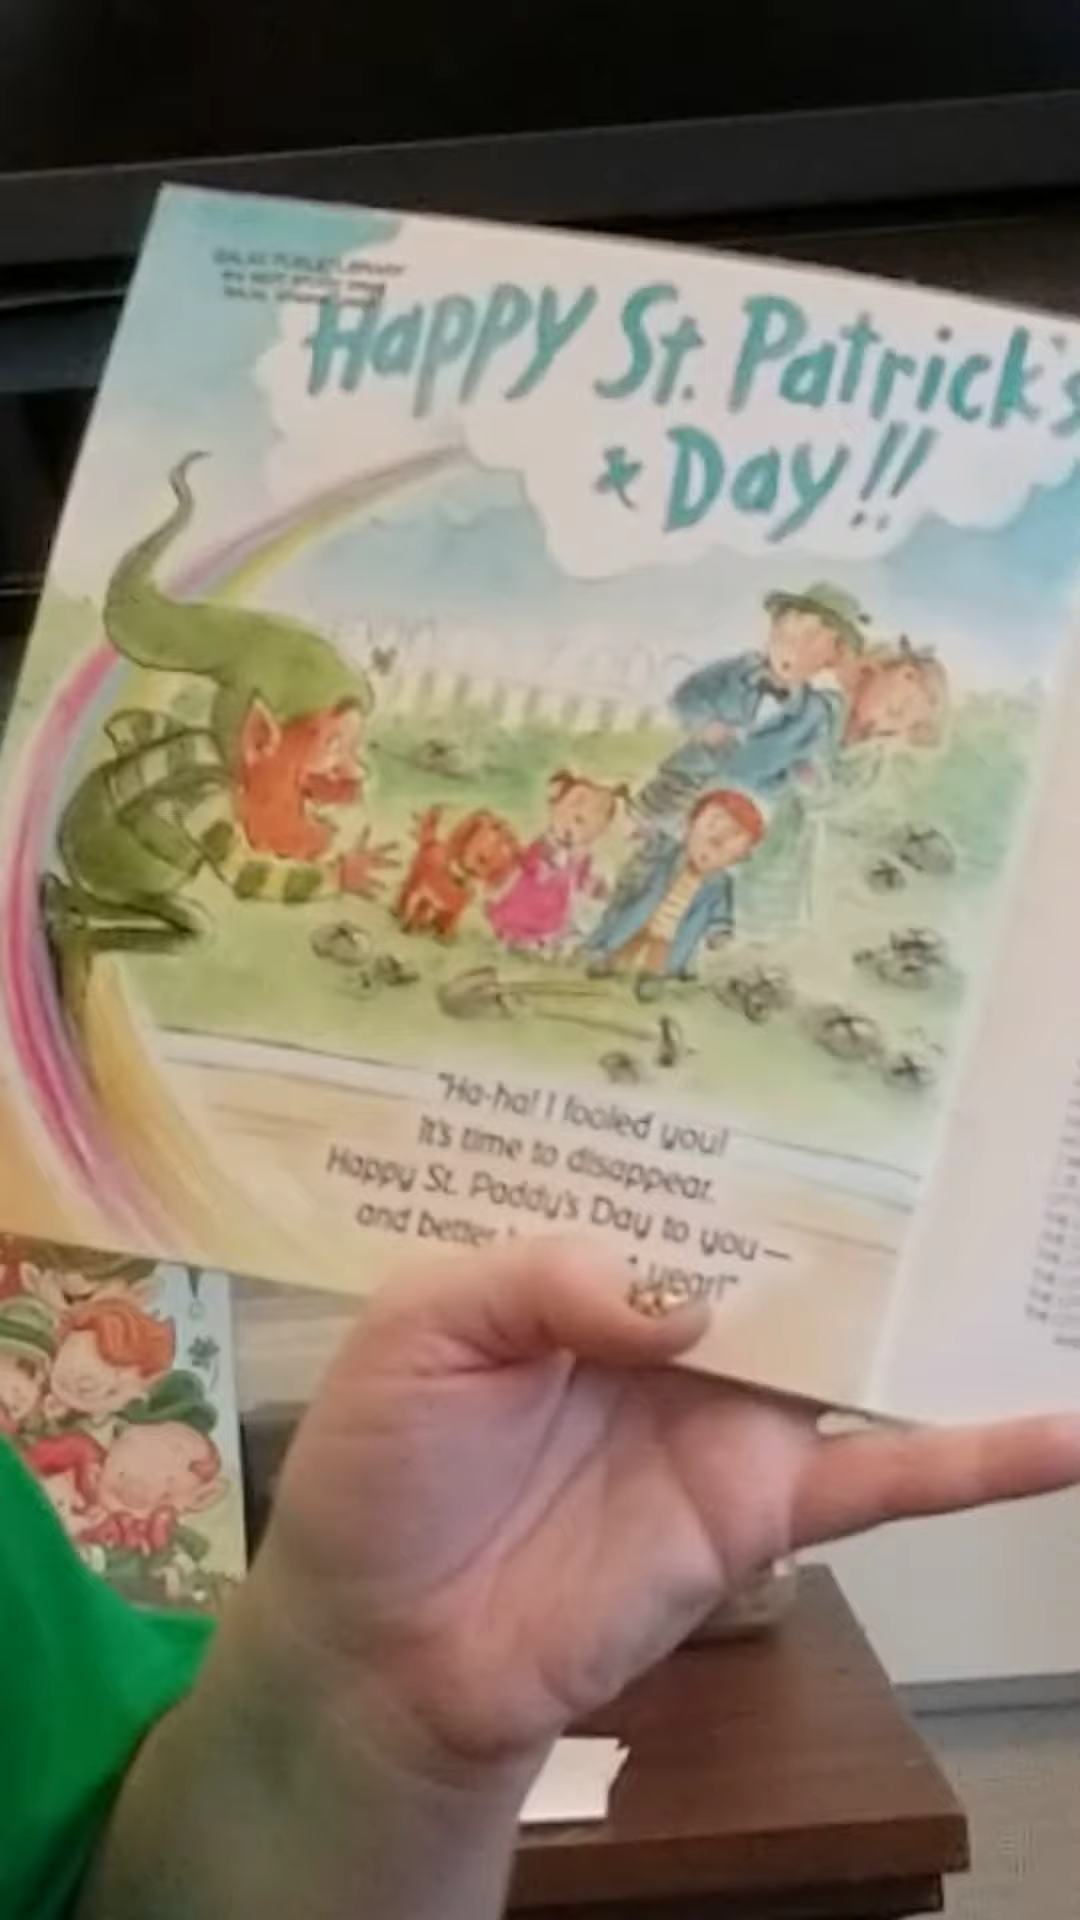 Happy St. Patrick's
Day!!
"Ha-ha! I fooled you!
It's time to disappear.
Happy St. Paddy's Day to you—
and better
year!"